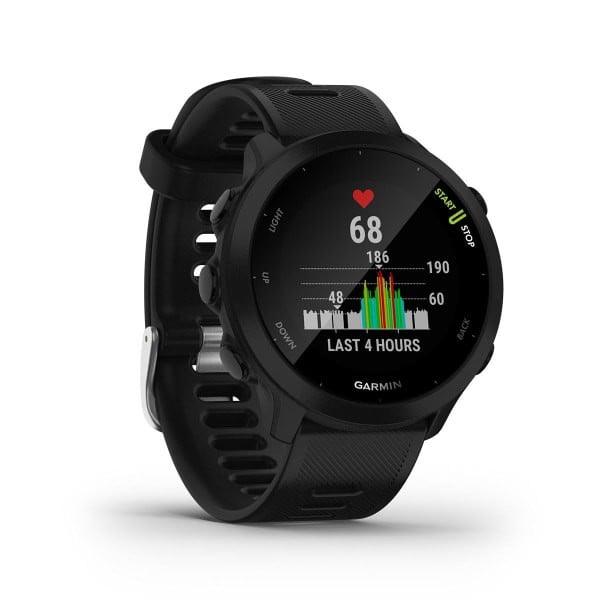 LIGHT
START
STOP
68
186
190
UP
48
60
DOWN
LAST 4 HOURS
BACK
GARMIN